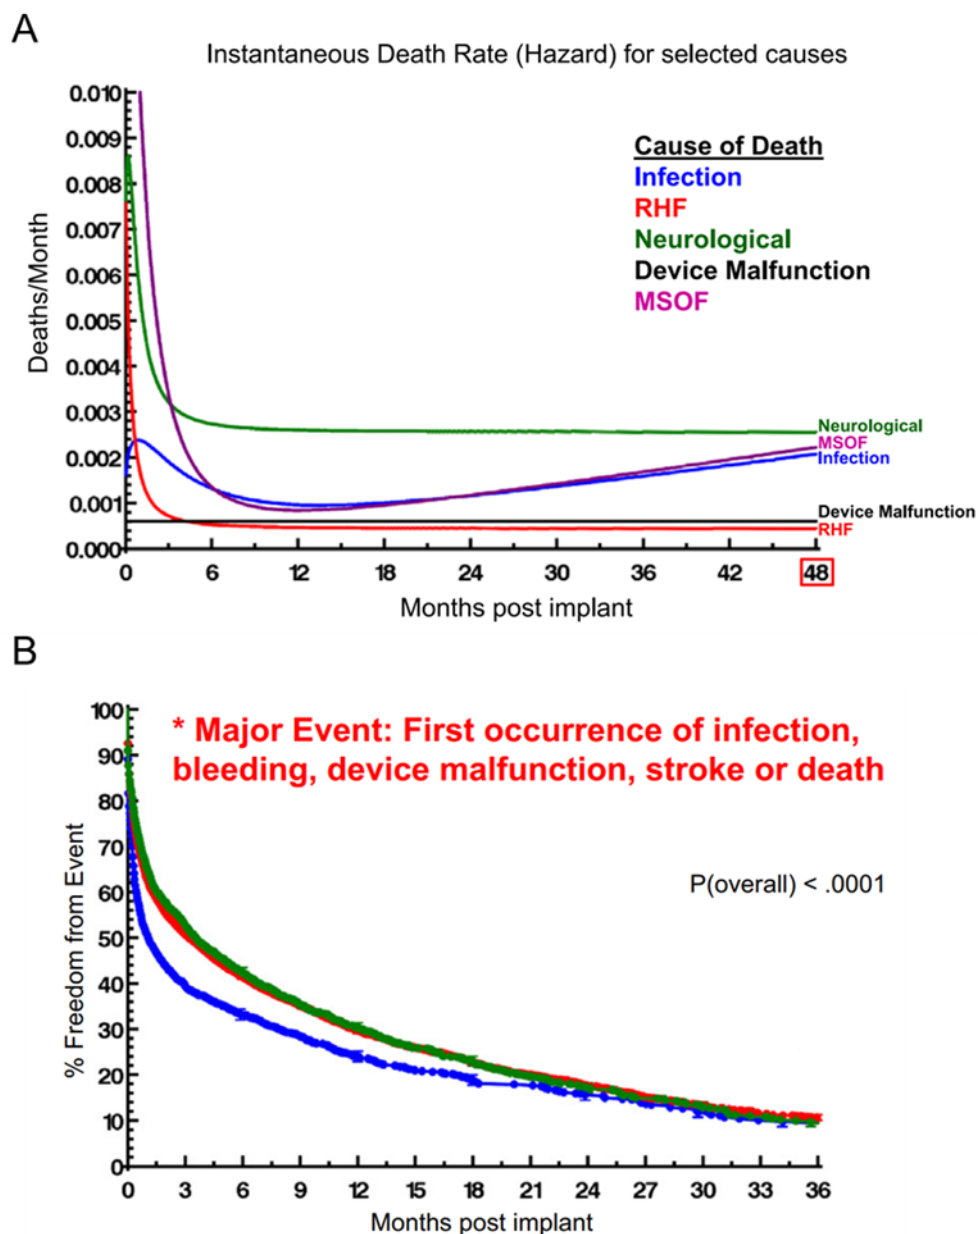 A
Instantaneous Death Rate (Hazard) for selected causes
Deaths/Month
0.010
0.009
0.008
0.007
0.006
0.005
0.004
0.003
0.002
0.001
0.000
Cause of Death
Infection
RHF
Neurological
Device Malfunction
MSOF
Neurological
MSOF
Infection
Device Malfunction
RHF
0 6 12 18 24 30 36 42 48
Months post implant
B
% Freedom from Event
100
90
80
70
60
50
40
30
20
10
0
* Major Event: First occurrence of infection,
bleeding, device malfunction, stroke or death
P(overall) < .0001
0 3 6 9 12 15 18 21 24 27 30 33 36
Months post implant